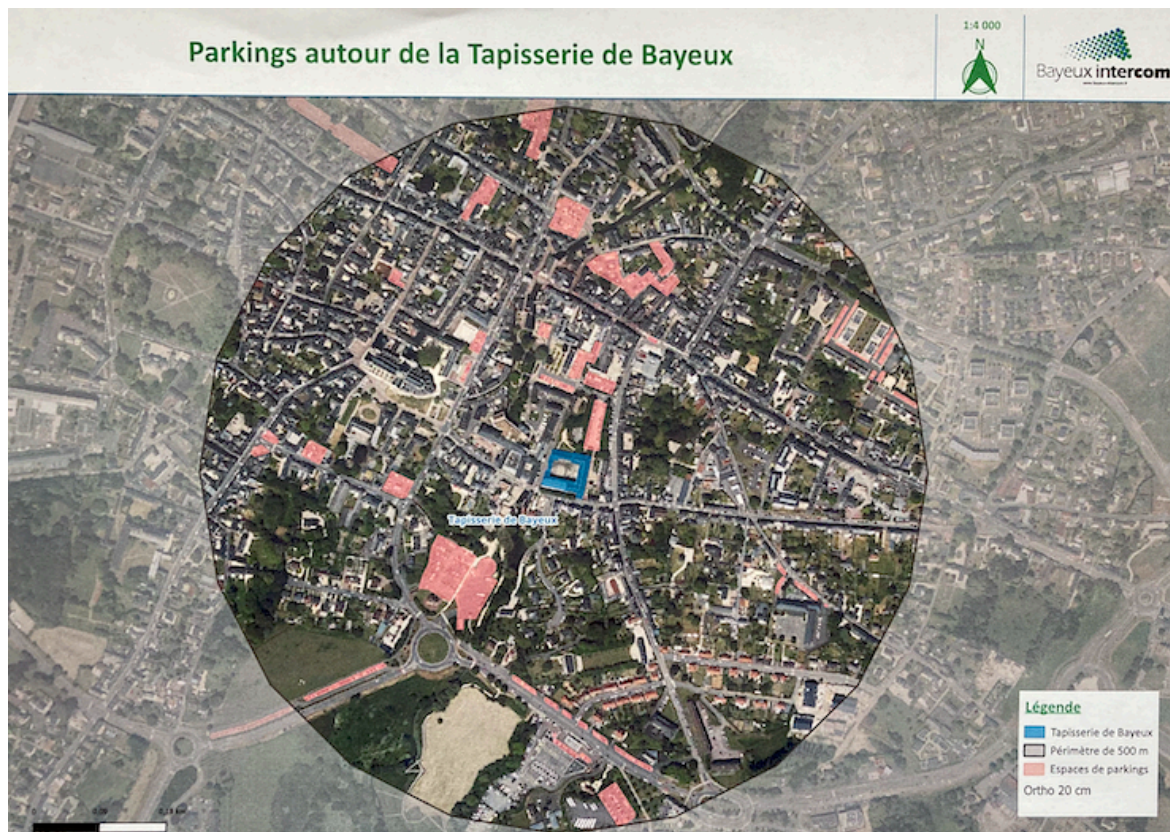 Parkings autour de la Tapisserie de Bayeux
1:4 000
N
Bayeux intercom
Tapisserie de Bayeux
Légende
Tapisserie de Bayeux
Périmètre de 500 m
Espaces de parkings
Ortho 20 cm